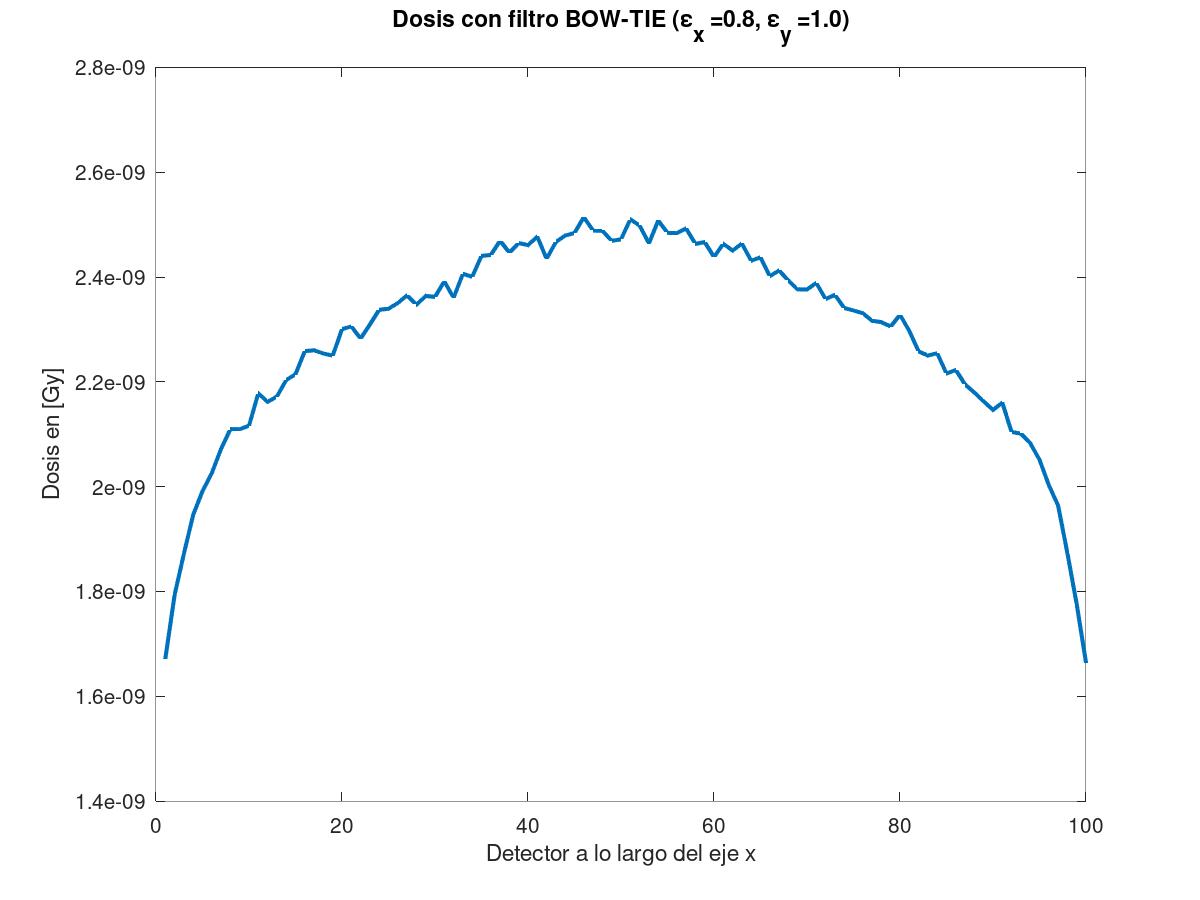 Dosis con filtro BOW-TIE (εx =0.8, εy =1.0)
2.8e-09
2.6e-09
2.4e-09
2.2e-09
2e-09
1.8e-09
1.6e-09
1.4e-09
Dosis en [Gy]
0 20 40 60 80 100
Detector a lo largo del eje x